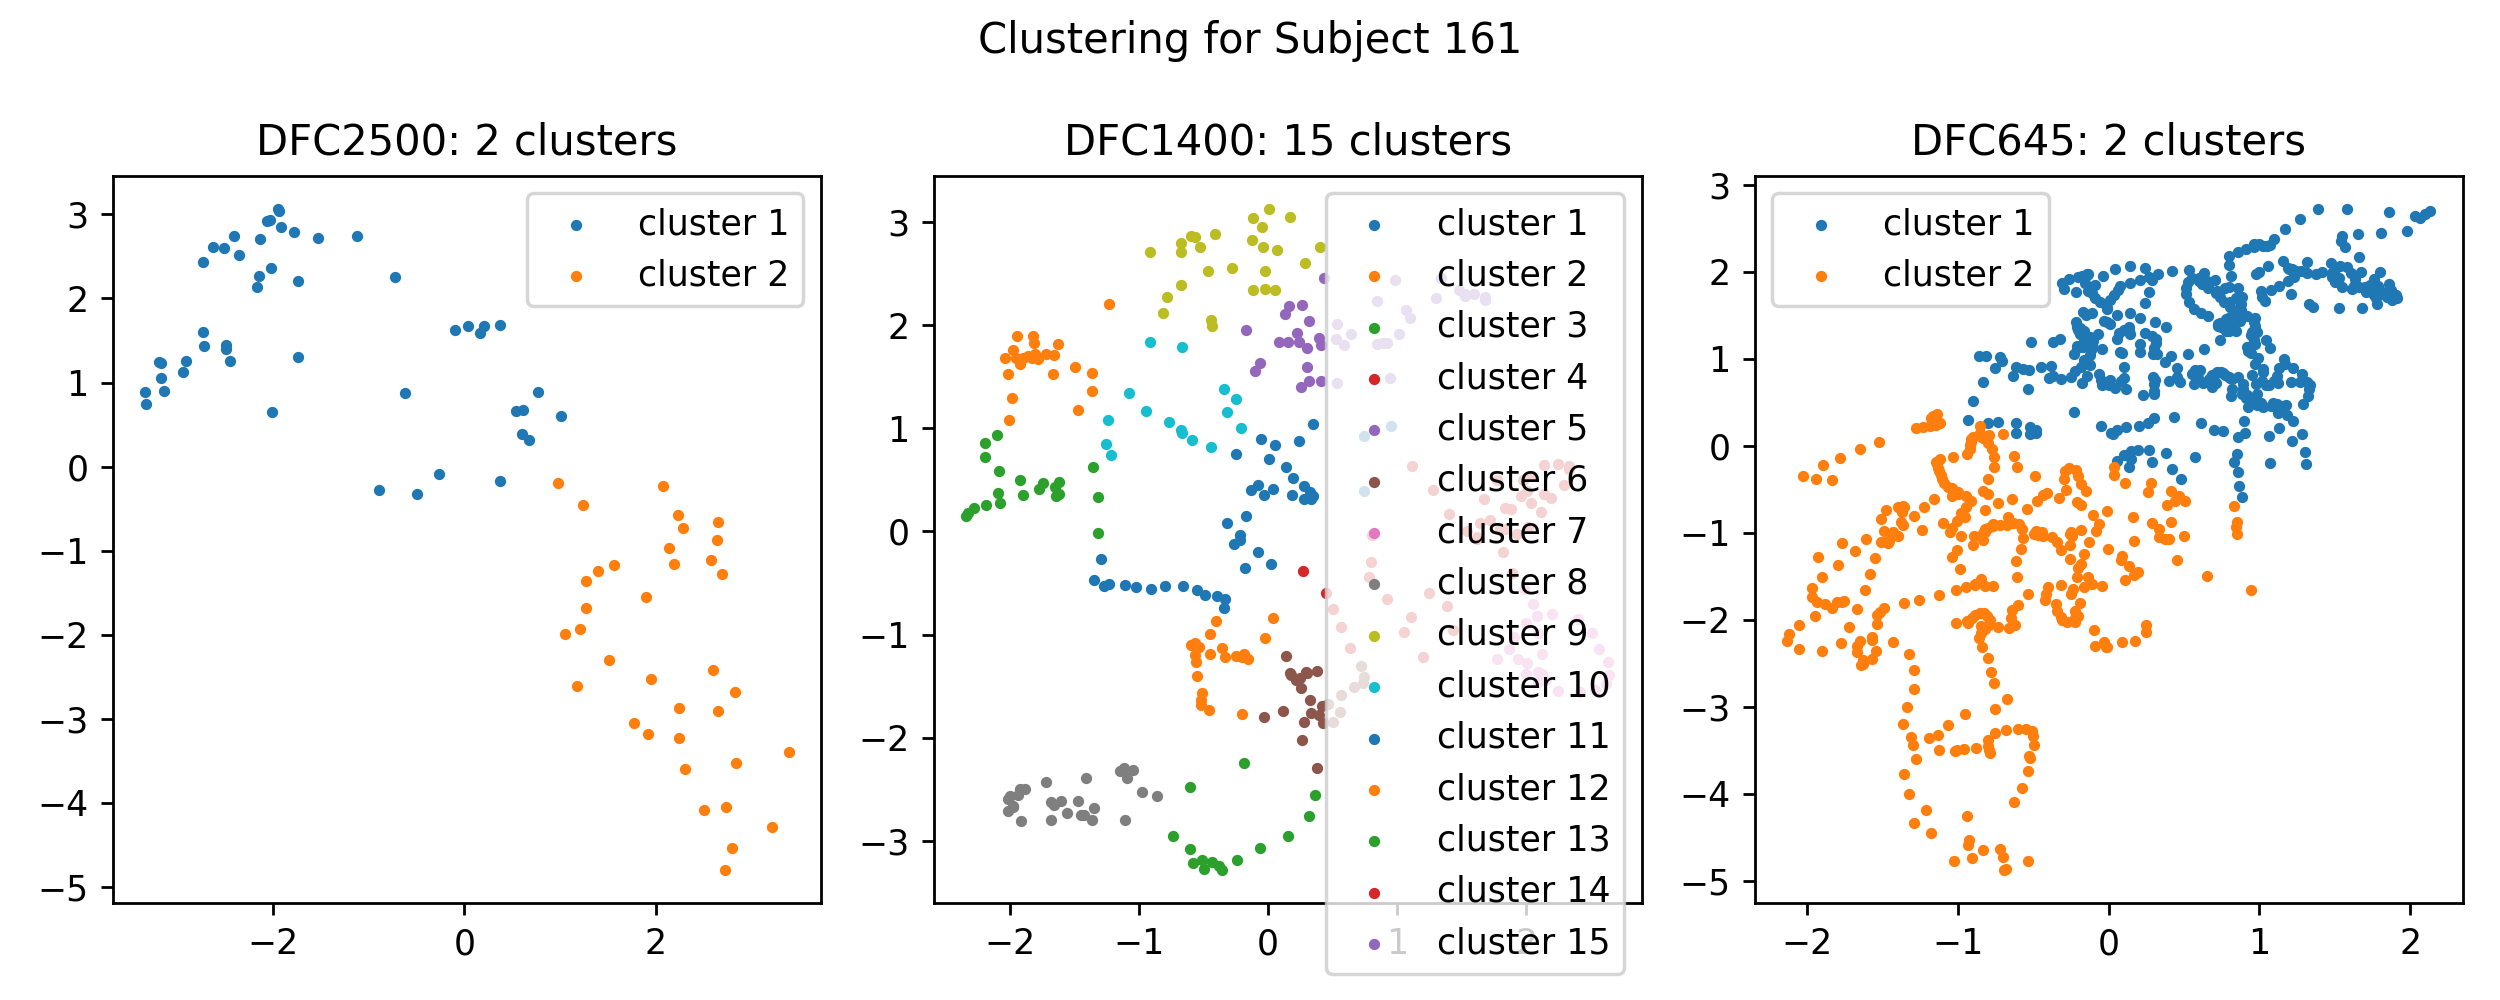 Clustering for Subject 161
DFC2500: 2 clusters
3
2
1
0
−1
−2
−3
−4
−5
−2
0
2
cluster 1
cluster 2
DFC1400: 15 clusters
3
2
1
0
−1
−2
−3
−2
−1
0
1
2
cluster 1
cluster 2
cluster 3
cluster 4
cluster 5
cluster 6
cluster 7
cluster 8
cluster 9
cluster 10
cluster 11
cluster 12
cluster 13
cluster 14
cluster 15
DFC645: 2 clusters
3
2
1
0
−1
−2
−3
−4
−5
−2
−1
0
1
2
cluster 1
cluster 2